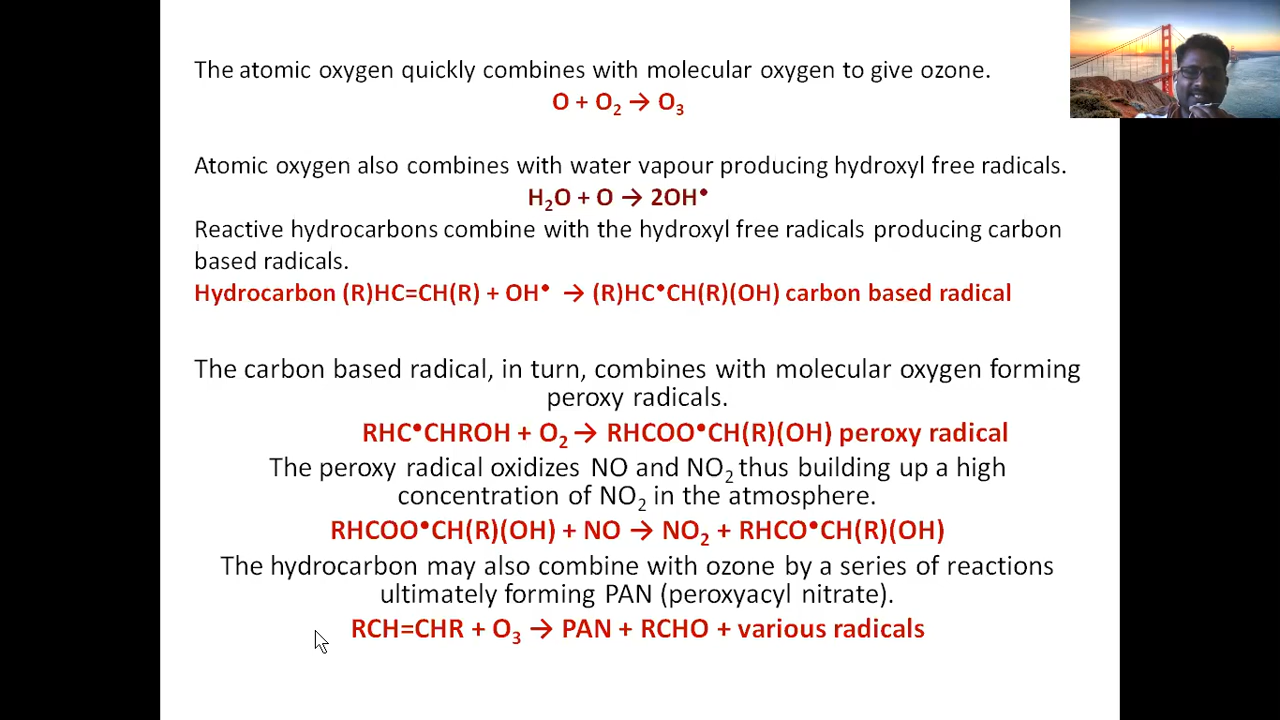 The atomic oxygen quickly combines with molecular oxygen to give ozone.
O + O₂ → O₃
Atomic oxygen also combines with water vapour producing hydroxyl free radicals.
H₂O + O → 2OH•
Reactive hydrocarbons combine with the hydroxyl free radicals producing carbon
based radicals.
Hydrocarbon (R)HC=CH(R) + OH• → (R)HC•CH(R)(OH) carbon based radical
The carbon based radical, in turn, combines with molecular oxygen forming
peroxy radicals.
RHC•CHROH + O₂ → RHCOO•CH(R)(OH) peroxy radical
The peroxy radical oxidizes NO and NO₂ thus building up a high
concentration of NO₂ in the atmosphere.
RHCOO•CH(R)(OH) + NO → NO₂ + RHCO•CH(R)(OH)
The hydrocarbon may also combine with ozone by a series of reactions
ultimately forming PAN (peroxyacyl nitrate).
RCH=CHR + O₃ → PAN + RCHO + various radicals